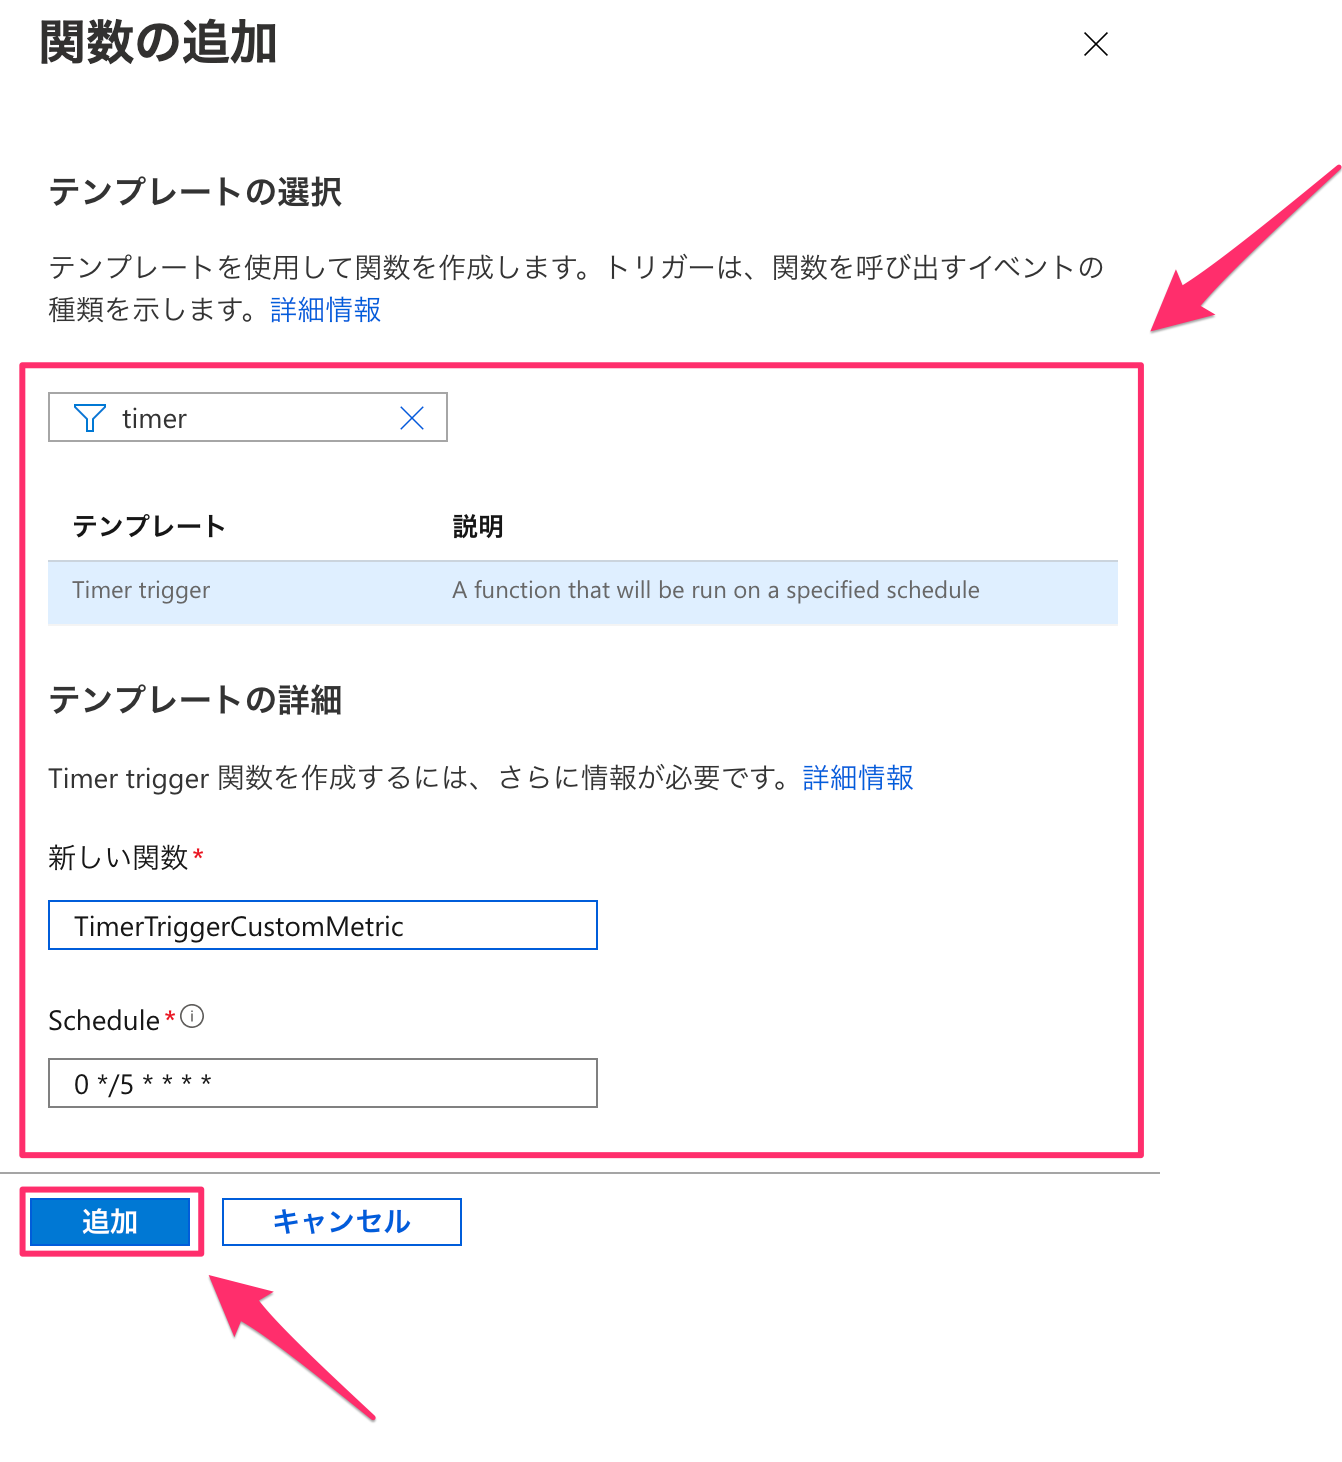 関数の追加
テンプレートの選択
テンプレートを使用して関数を作成します。トリガーは、関数を呼び出すイベントの
種類を示します。詳細情報
timer
テンプレート 説明
Timer trigger A function that will be run on a specified schedule
テンプレートの詳細
Timer trigger 関数を作成するには、さらに情報が必要です。詳細情報
新しい関数*
TimerTriggerCustomMetric
Schedule*
0 */5 * * * *
追加 キャンセル